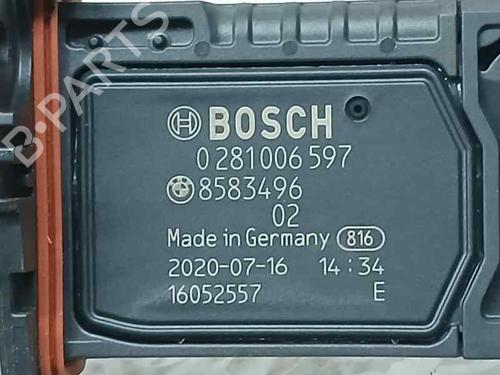 BOSCH
0 281 006 597
8583496
02
Made in Germany 816
2020-07-16 14:34
16052557 E
B-PARTS